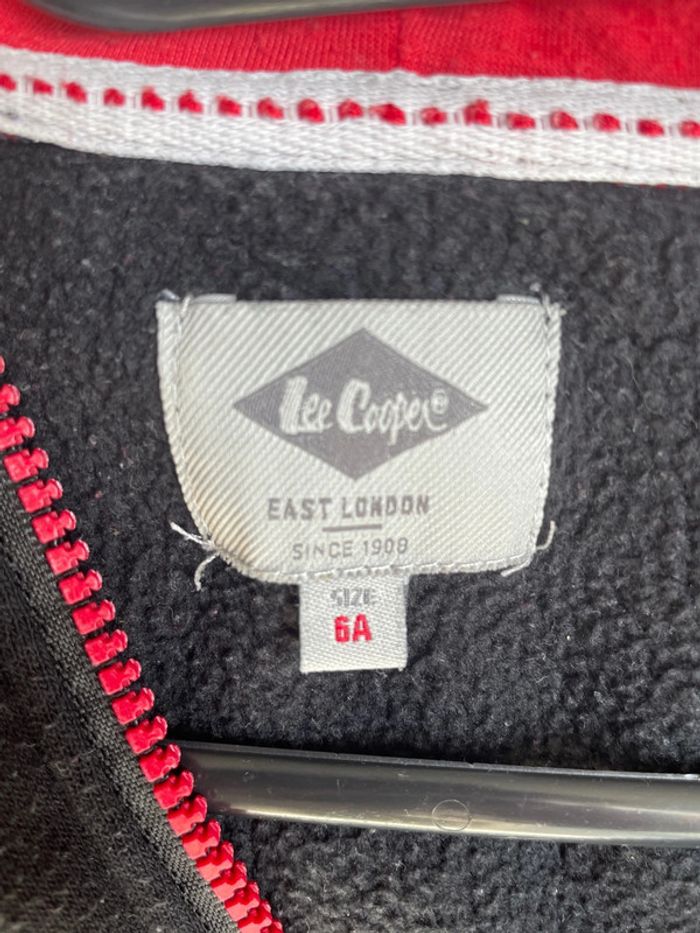 Lee Cooper®
EAST LONDON
SINCE 1908
SIZE
6A